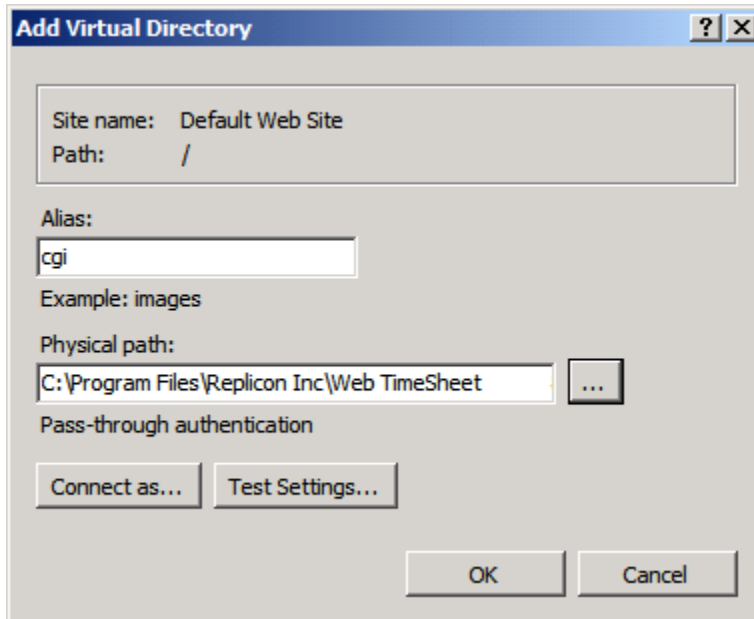 Add Virtual Directory
Site name: Default Web Site
Path: /
Alias:
cgi
Example: images
Physical path:
C:\Program Files\Replicon Inc\Web TimeSheet
...
Pass-through authentication
Connect as... Test Settings...
OK Cancel